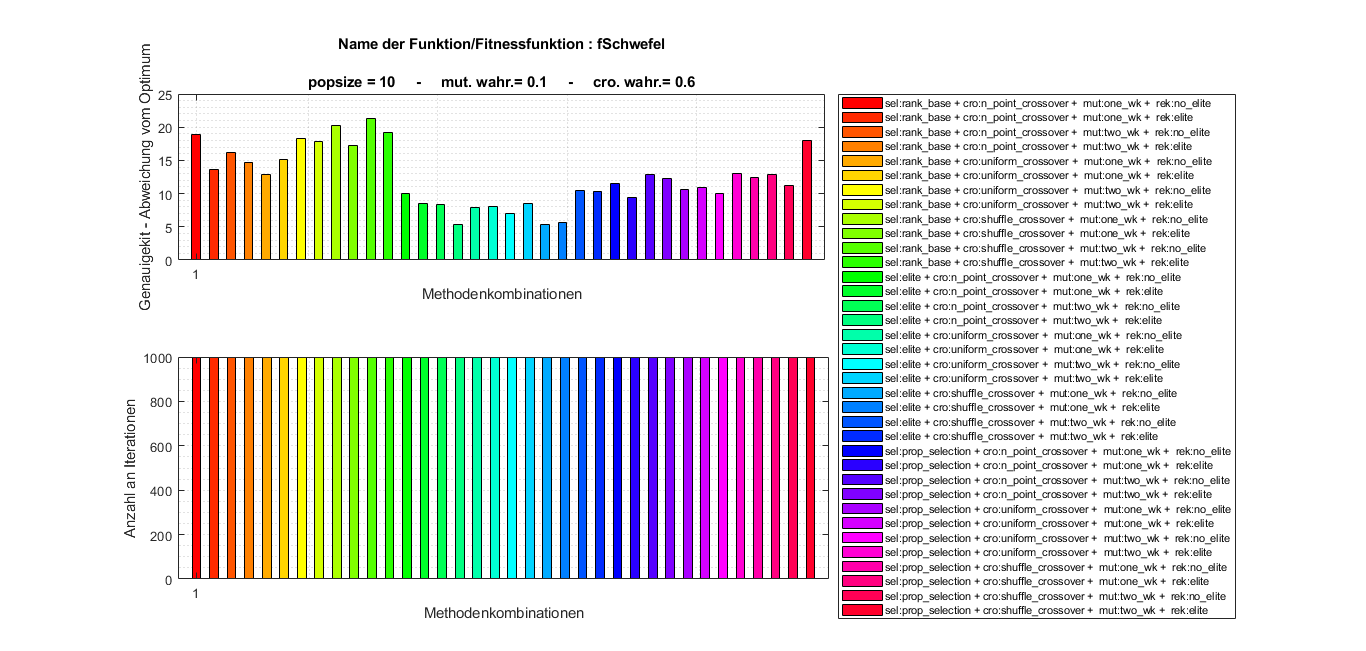 Name der Funktion/Fitnessfunktion : fSchwefel
popsize = 10 - mut. wahr.= 0.1 - cro. wahr.= 0.6
Genauigekit - Abweichung vom Optimum
25
20
15
10
5
0
1
Methodenkombinationen
Anzahl an Iterationen
1000
800
600
400
200
0
1
Methodenkombinationen
sel:rank_base + cro:n_point_crossover + mut:one_wk + rek:no_elite
sel:rank_base + cro:n_point_crossover + mut:one_wk + rek:elite
sel:rank_base + cro:n_point_crossover + mut:two_wk + rek:no_elite
sel:rank_base + cro:n_point_crossover + mut:two_wk + rek:elite
sel:rank_base + cro:uniform_crossover + mut:one_wk + rek:no_elite
sel:rank_base + cro:uniform_crossover + mut:one_wk + rek:elite
sel:rank_base + cro:uniform_crossover + mut:two_wk + rek:no_elite
sel:rank_base + cro:uniform_crossover + mut:two_wk + rek:elite
sel:rank_base + cro:shuffle_crossover + mut:one_wk + rek:no_elite
sel:rank_base + cro:shuffle_crossover + mut:one_wk + rek:elite
sel:rank_base + cro:shuffle_crossover + mut:two_wk + rek:no_elite
sel:rank_base + cro:shuffle_crossover + mut:two_wk + rek:elite
sel:elite + cro:n_point_crossover + mut:one_wk + rek:no_elite
sel:elite + cro:n_point_crossover + mut:one_wk + rek:elite
sel:elite + cro:n_point_crossover + mut:two_wk + rek:no_elite
sel:elite + cro:n_point_crossover + mut:two_wk + rek:elite
sel:elite + cro:uniform_crossover + mut:one_wk + rek:no_elite
sel:elite + cro:uniform_crossover + mut:one_wk + rek:elite
sel:elite + cro:uniform_crossover + mut:two_wk + rek:no_elite
sel:elite + cro:uniform_crossover + mut:two_wk + rek:elite
sel:elite + cro:shuffle_crossover + mut:one_wk + rek:no_elite
sel:elite + cro:shuffle_crossover + mut:one_wk + rek:elite
sel:elite + cro:shuffle_crossover + mut:two_wk + rek:no_elite
sel:elite + cro:shuffle_crossover + mut:two_wk + rek:elite
sel:prop_selection + cro:n_point_crossover + mut:one_wk + rek:no_elite
sel:prop_selection + cro:n_point_crossover + mut:one_wk + rek:elite
sel:prop_selection + cro:n_point_crossover + mut:two_wk + rek:no_elite
sel:prop_selection + cro:n_point_crossover + mut:two_wk + rek:elite
sel:prop_selection + cro:uniform_crossover + mut:one_wk + rek:no_elite
sel:prop_selection + cro:uniform_crossover + mut:one_wk + rek:elite
sel:prop_selection + cro:uniform_crossover + mut:two_wk + rek:no_elite
sel:prop_selection + cro:uniform_crossover + mut:two_wk + rek:elite
sel:prop_selection + cro:shuffle_crossover + mut:one_wk + rek:no_elite
sel:prop_selection + cro:shuffle_crossover + mut:one_wk + rek:elite
sel:prop_selection + cro:shuffle_crossover + mut:two_wk + rek:no_elite
sel:prop_selection + cro:shuffle_crossover + mut:two_wk + rek:elite